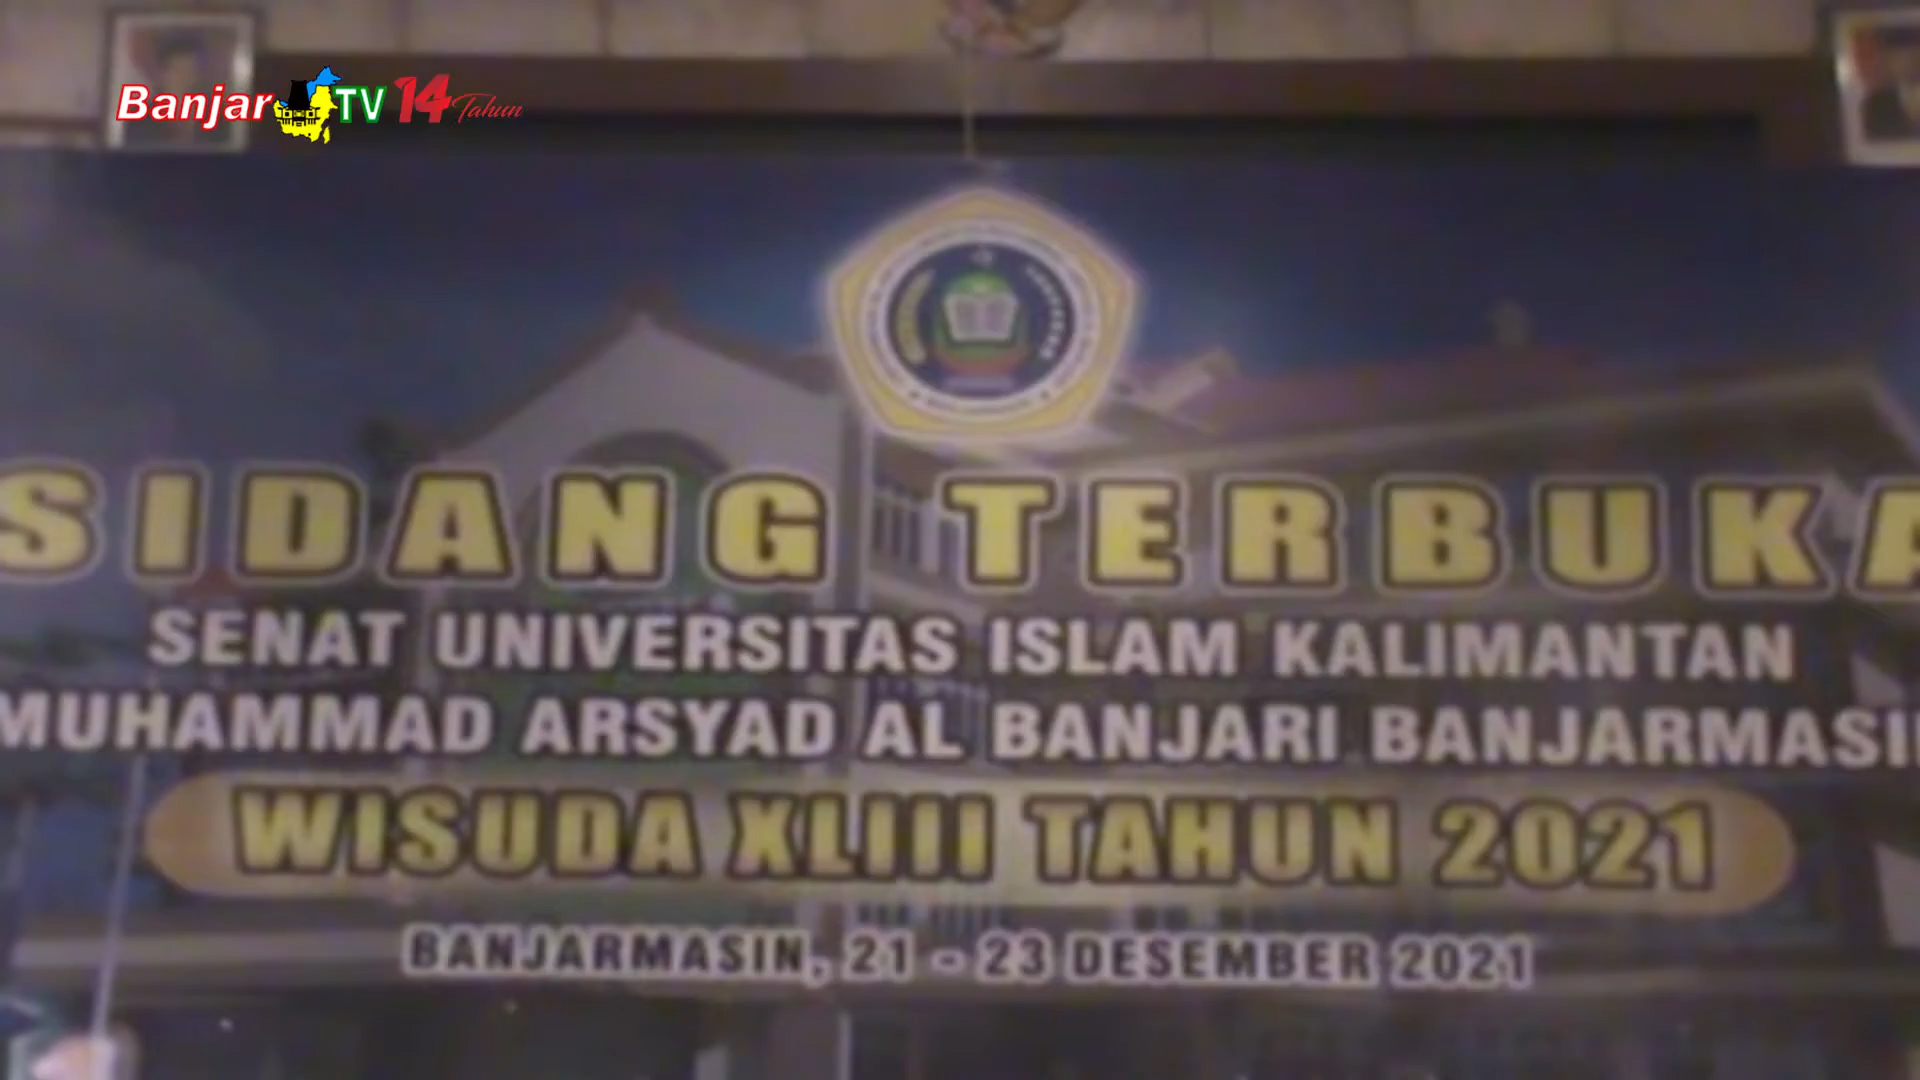 Banjar TV 14 Tahun
SIDANG TERBUKA
SENAT UNIVERSITAS ISLAM KALIMANTAN
MUHAMMAD ARSYAD AL BANJARI BANJARMASIN
WISUDA XLIII TAHUN 2021
BANJARMASIN, 21 - 23 DESEMBER 2021